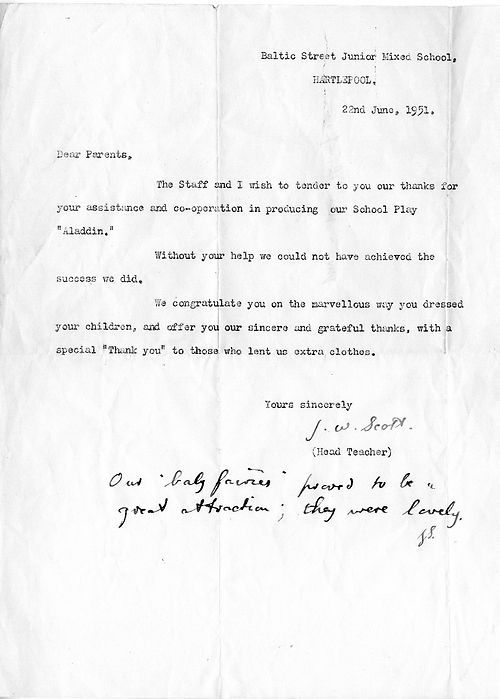 Baltic Street Junior Mixed School,
HARTLEPOOL.
22nd June, 1951.
Dear Parents,
The Staff and I wish to tender to you our thanks for
your assistance and co-operation in producing our School Play
"Aladdin."
Without your help we could not have achieved the
success we did.
We congratulate you on the marvellous way you dressed
your children, and offer you our sincere and grateful thanks, with a
special "Thank you" to those who lent us extra clothes.
Yours sincerely
J. W. Scott.
(Head Teacher)
Our 'baby fairies' proved to be a
great attraction; they were lovely.
JS.